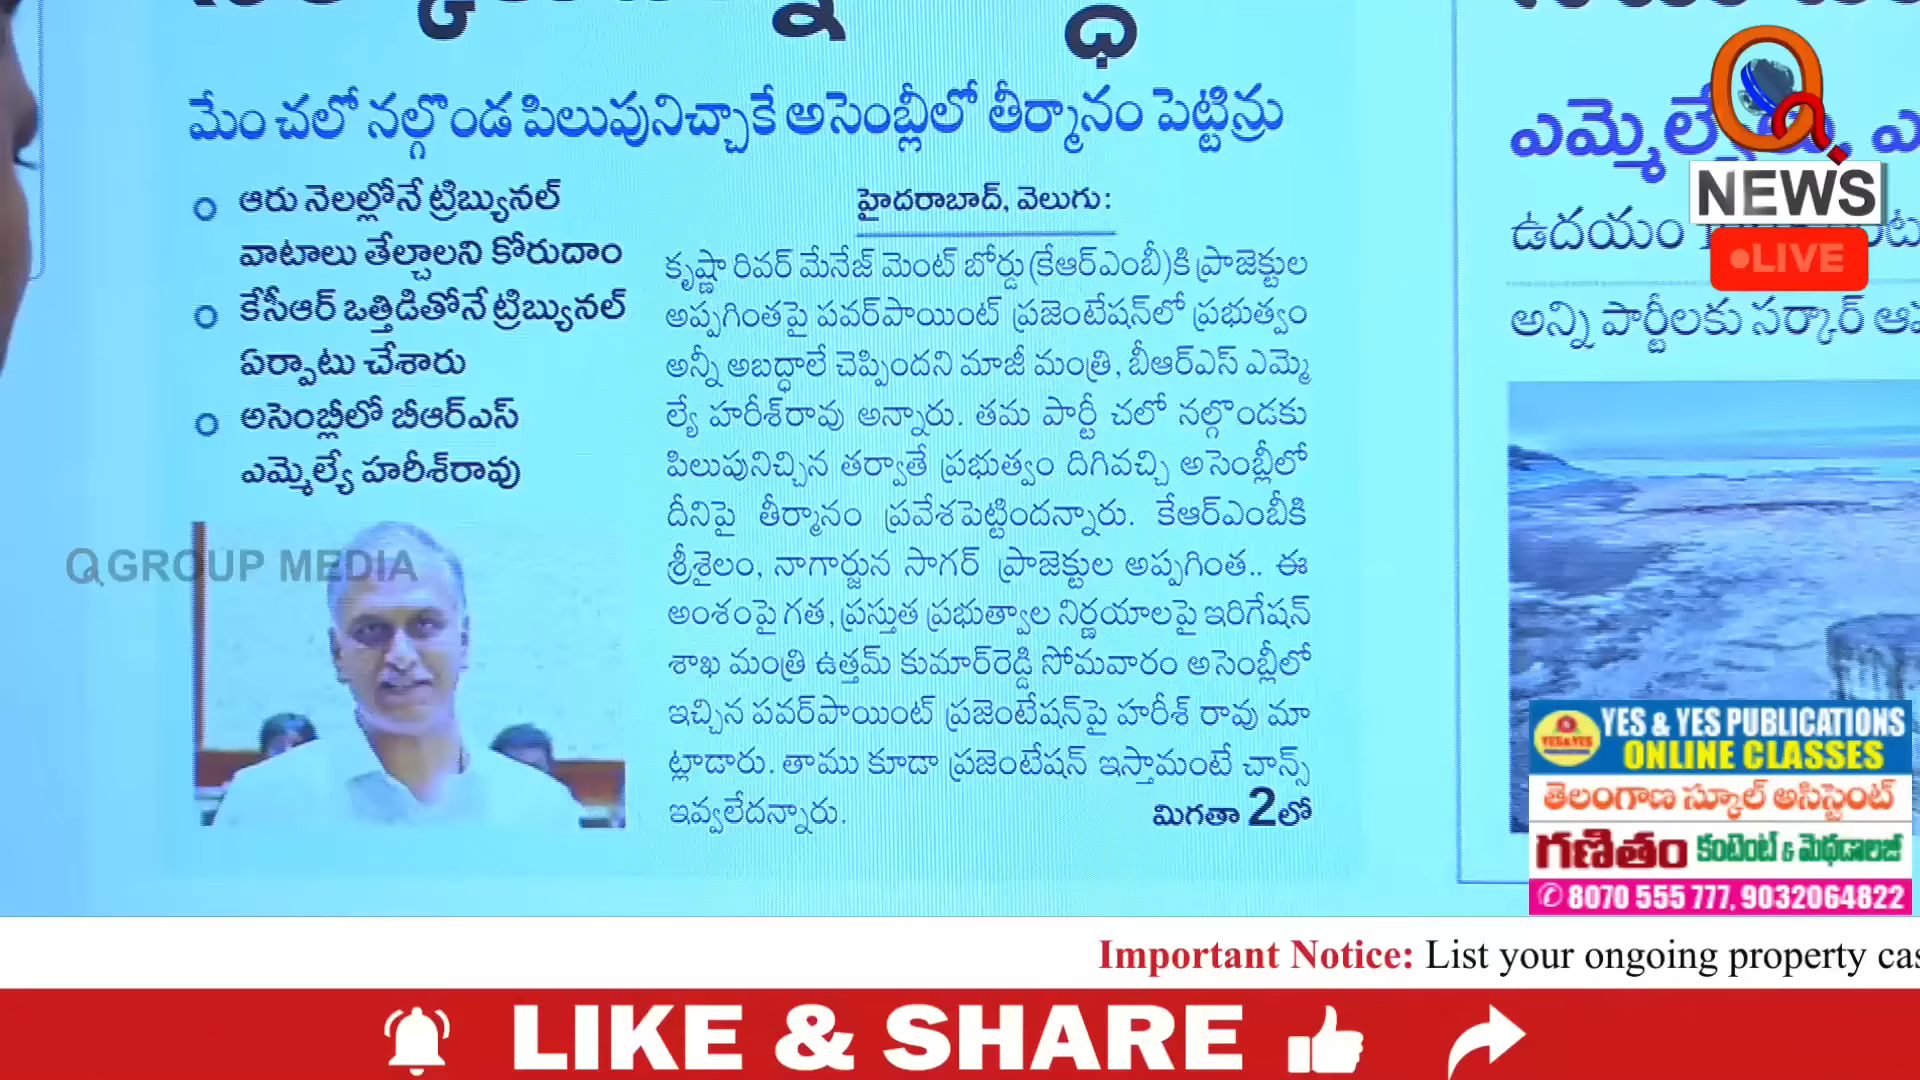 మేం చలో నల్గొండ పిలుపునిచ్చాకే అసెంబ్లీలో తీర్మానం పెట్టిన్రు
ఆరు నెలల్లోనే ట్రిబ్యునల్
వాటాలు తేల్చాలని కోరుదాం
కేసీఆర్ ఒత్తిడితోనే ట్రిబ్యునల్
ఏర్పాటు చేశారు
అసెంబ్లీలో బీఆర్ఎస్
ఎమ్మెల్యే హరీశ్‌రావు
హైదరాబాద్, వెలుగు:
కృష్ణా రివర్ మేనేజ్ మెంట్ బోర్డు (కేఆర్ఎంబీ)కి ప్రాజెక్టుల
అప్పగింతపై పవర్‌పాయింట్ ప్రజెంటేషన్‌లో ప్రభుత్వం
అన్నీ అబద్ధాలే చెప్పిందని మాజీ మంత్రి, బీఆర్ఎస్ ఎమ్మె
ల్యే హరీశ్‌రావు అన్నారు. తమ పార్టీ చలో నల్గొండకు
పిలుపునిచ్చిన తర్వాతే ప్రభుత్వం దిగివచ్చి అసెంబ్లీలో
దీనిపై తీర్మానం ప్రవేశపెట్టిందన్నారు. కేఆర్ఎంబీకి
శ్రీశైలం, నాగార్జున సాగర్ ప్రాజెక్టుల అప్పగింత.. ఈ
అంశంపై గత, ప్రస్తుత ప్రభుత్వాల నిర్ణయాలపై ఇరిగేషన్
శాఖ మంత్రి ఉత్తమ్ కుమార్‌రెడ్డి సోమవారం అసెంబ్లీలో
ఇచ్చిన పవర్‌పాయింట్ ప్రజెంటేషన్‌పై హరీశ్ రావు మా
ట్లాడారు. తాము కూడా ప్రజెంటేషన్ ఇస్తామంటే చాన్స్
ఇవ్వలేదన్నారు.
మిగతా 2లో
ఉదయం
అన్ని పార్టీలకు సర్కార్
Q GROUP MEDIA
Q
NEWS
LIVE
YES & YES PUBLICATIONS
ONLINE CLASSES
YES&YES
తెలంగాణ స్కూల్ అసిస్టెంట్
గణితం కంటెంట్ & మెథడాలజీ
8070 555 777, 9032064822
Important Notice: List your ongoing property cas
LIKE & SHARE